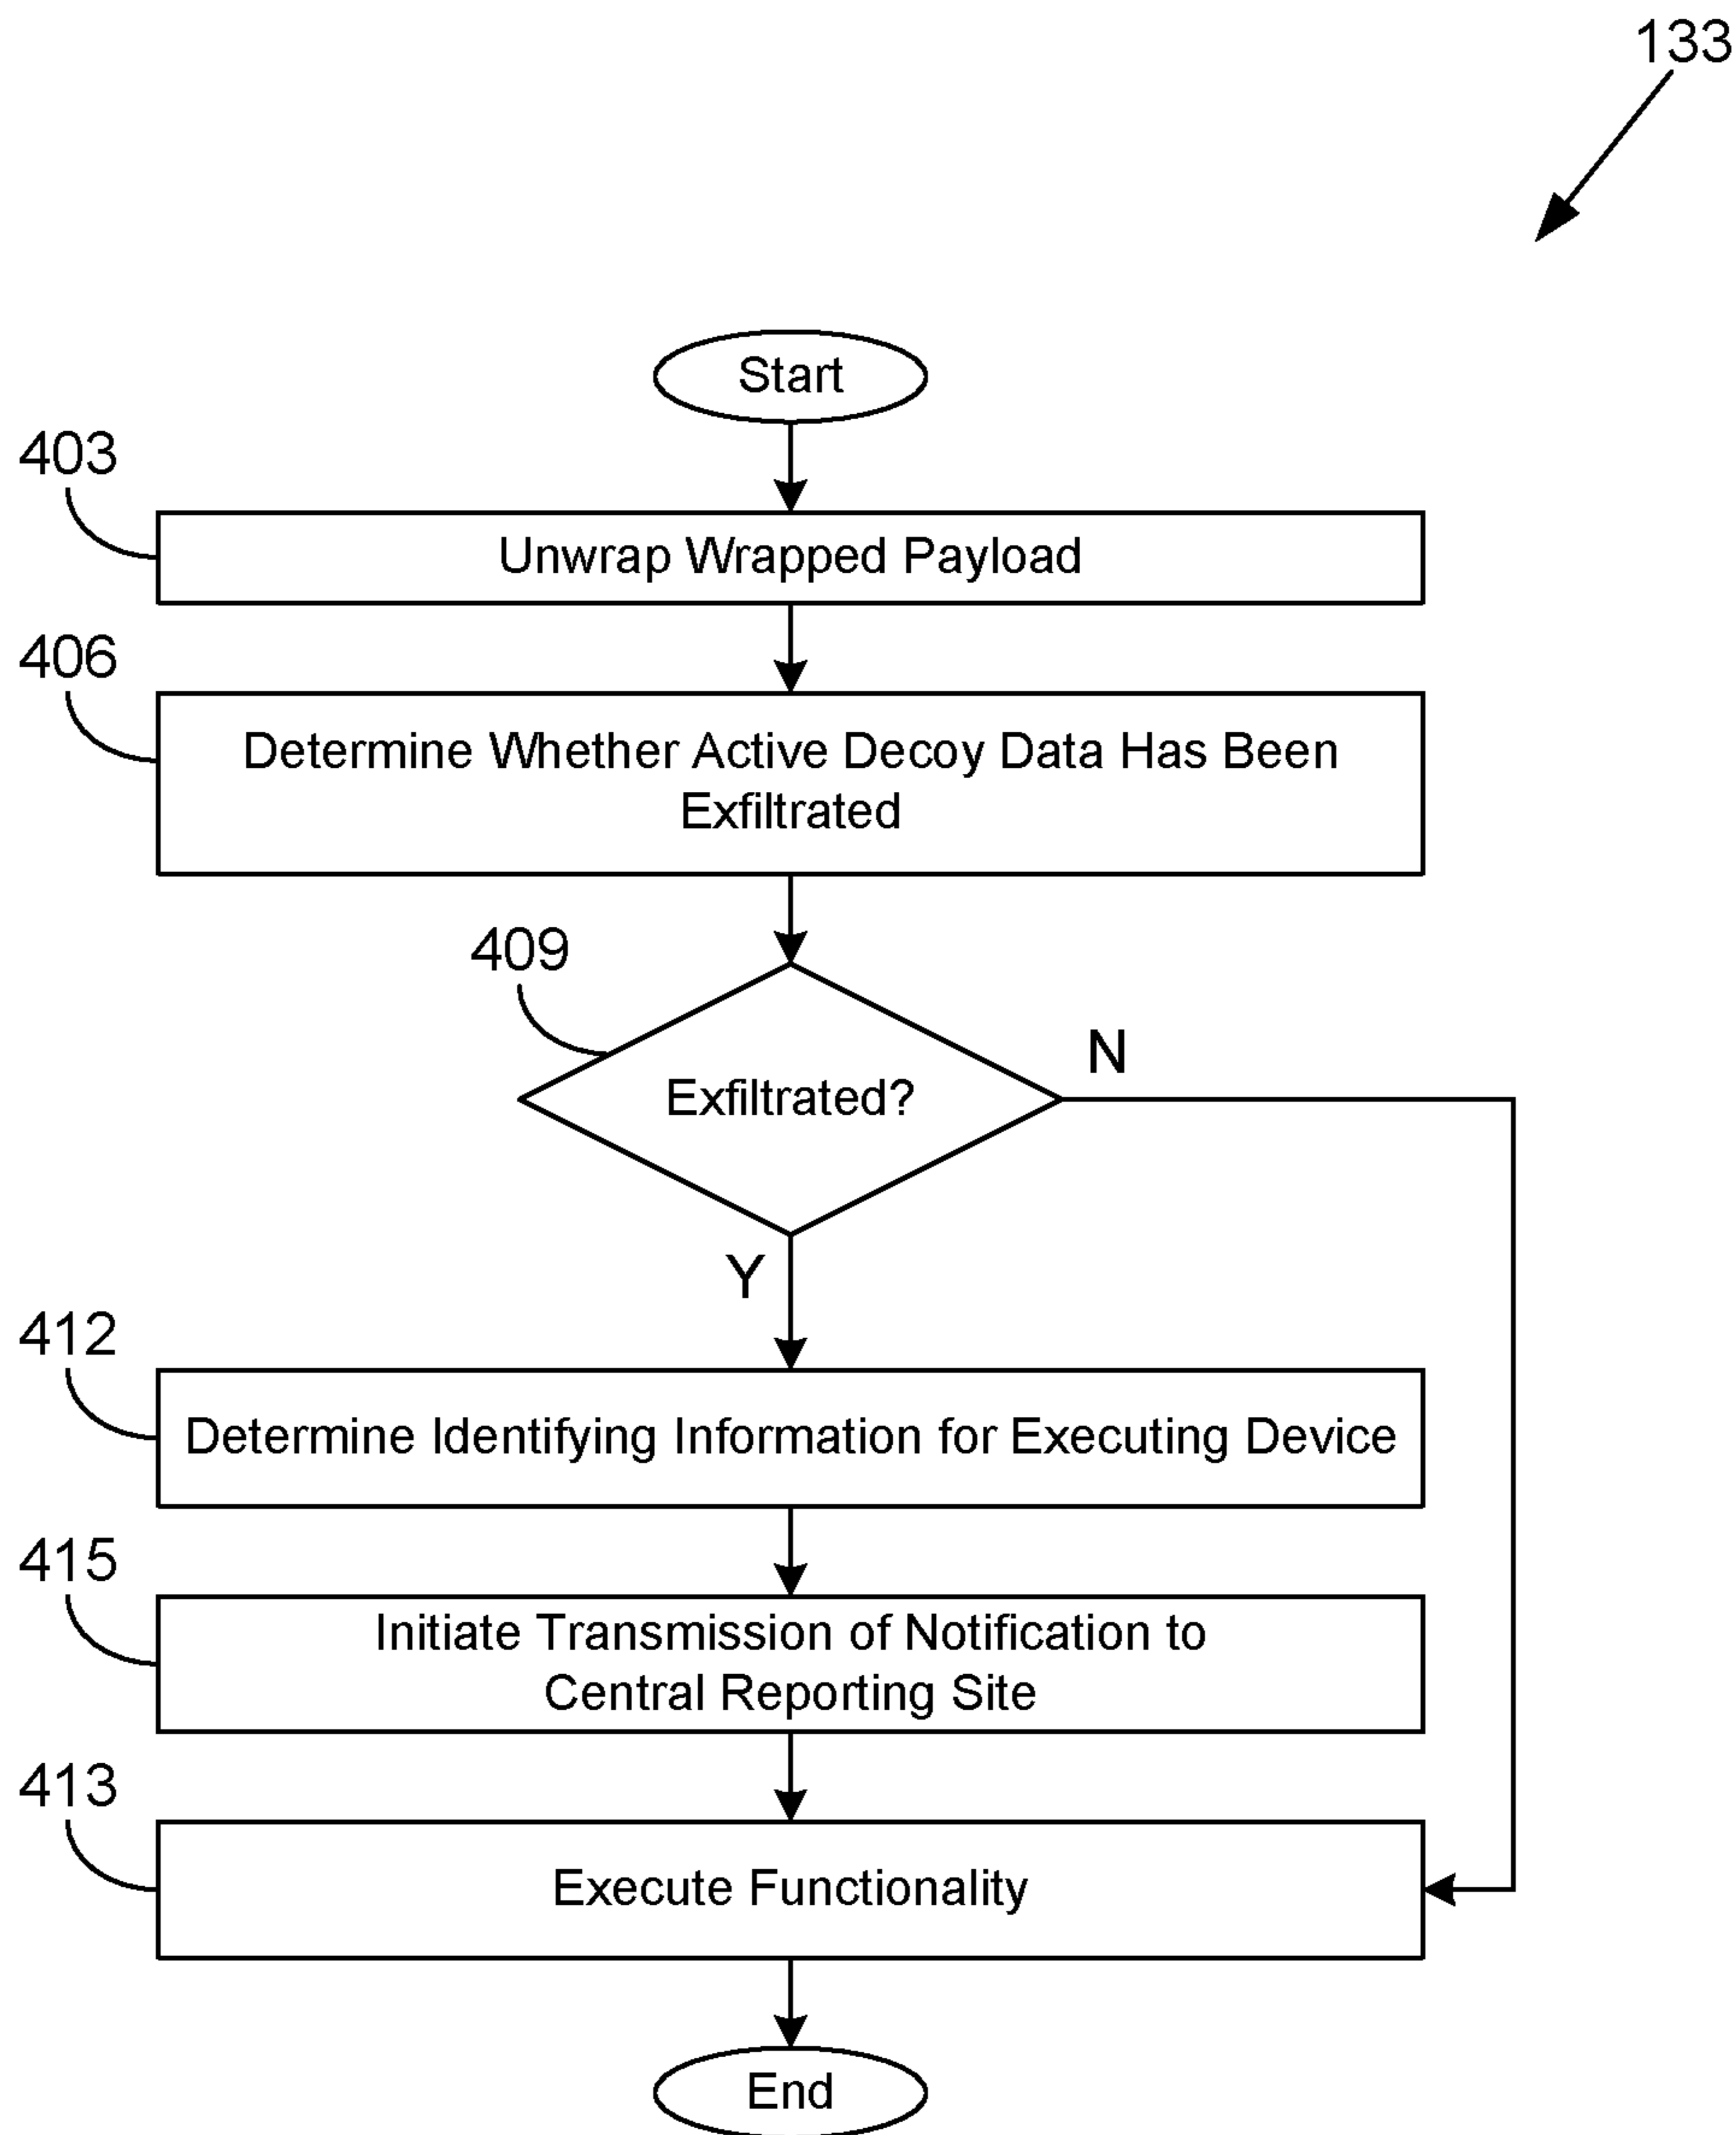 133
Start
403
Unwrap Wrapped Payload
406
Determine Whether Active Decoy Data Has Been
Exfiltrated
409
N
Exfiltrated?
Y
412
Determine Identifying Information for Executing Device
415
Initiate Transmission of Notification to
Central Reporting Site
413
Execute Functionality
End